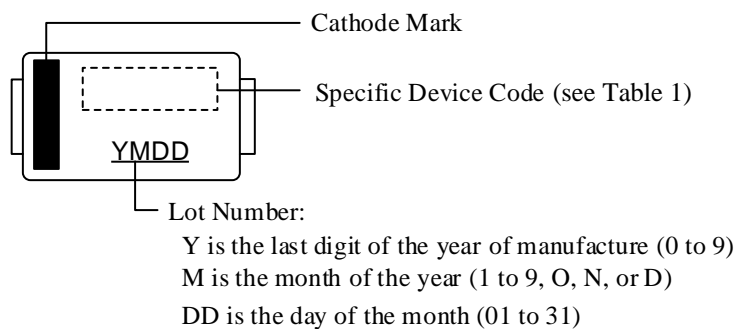 Cathode Mark
Specific Device Code (see Table 1)
YMDD
Lot Number:
Y is the last digit of the year of manufacture (0 to 9)
M is the month of the year (1 to 9, O, N, or D)
DD is the day of the month (01 to 31)